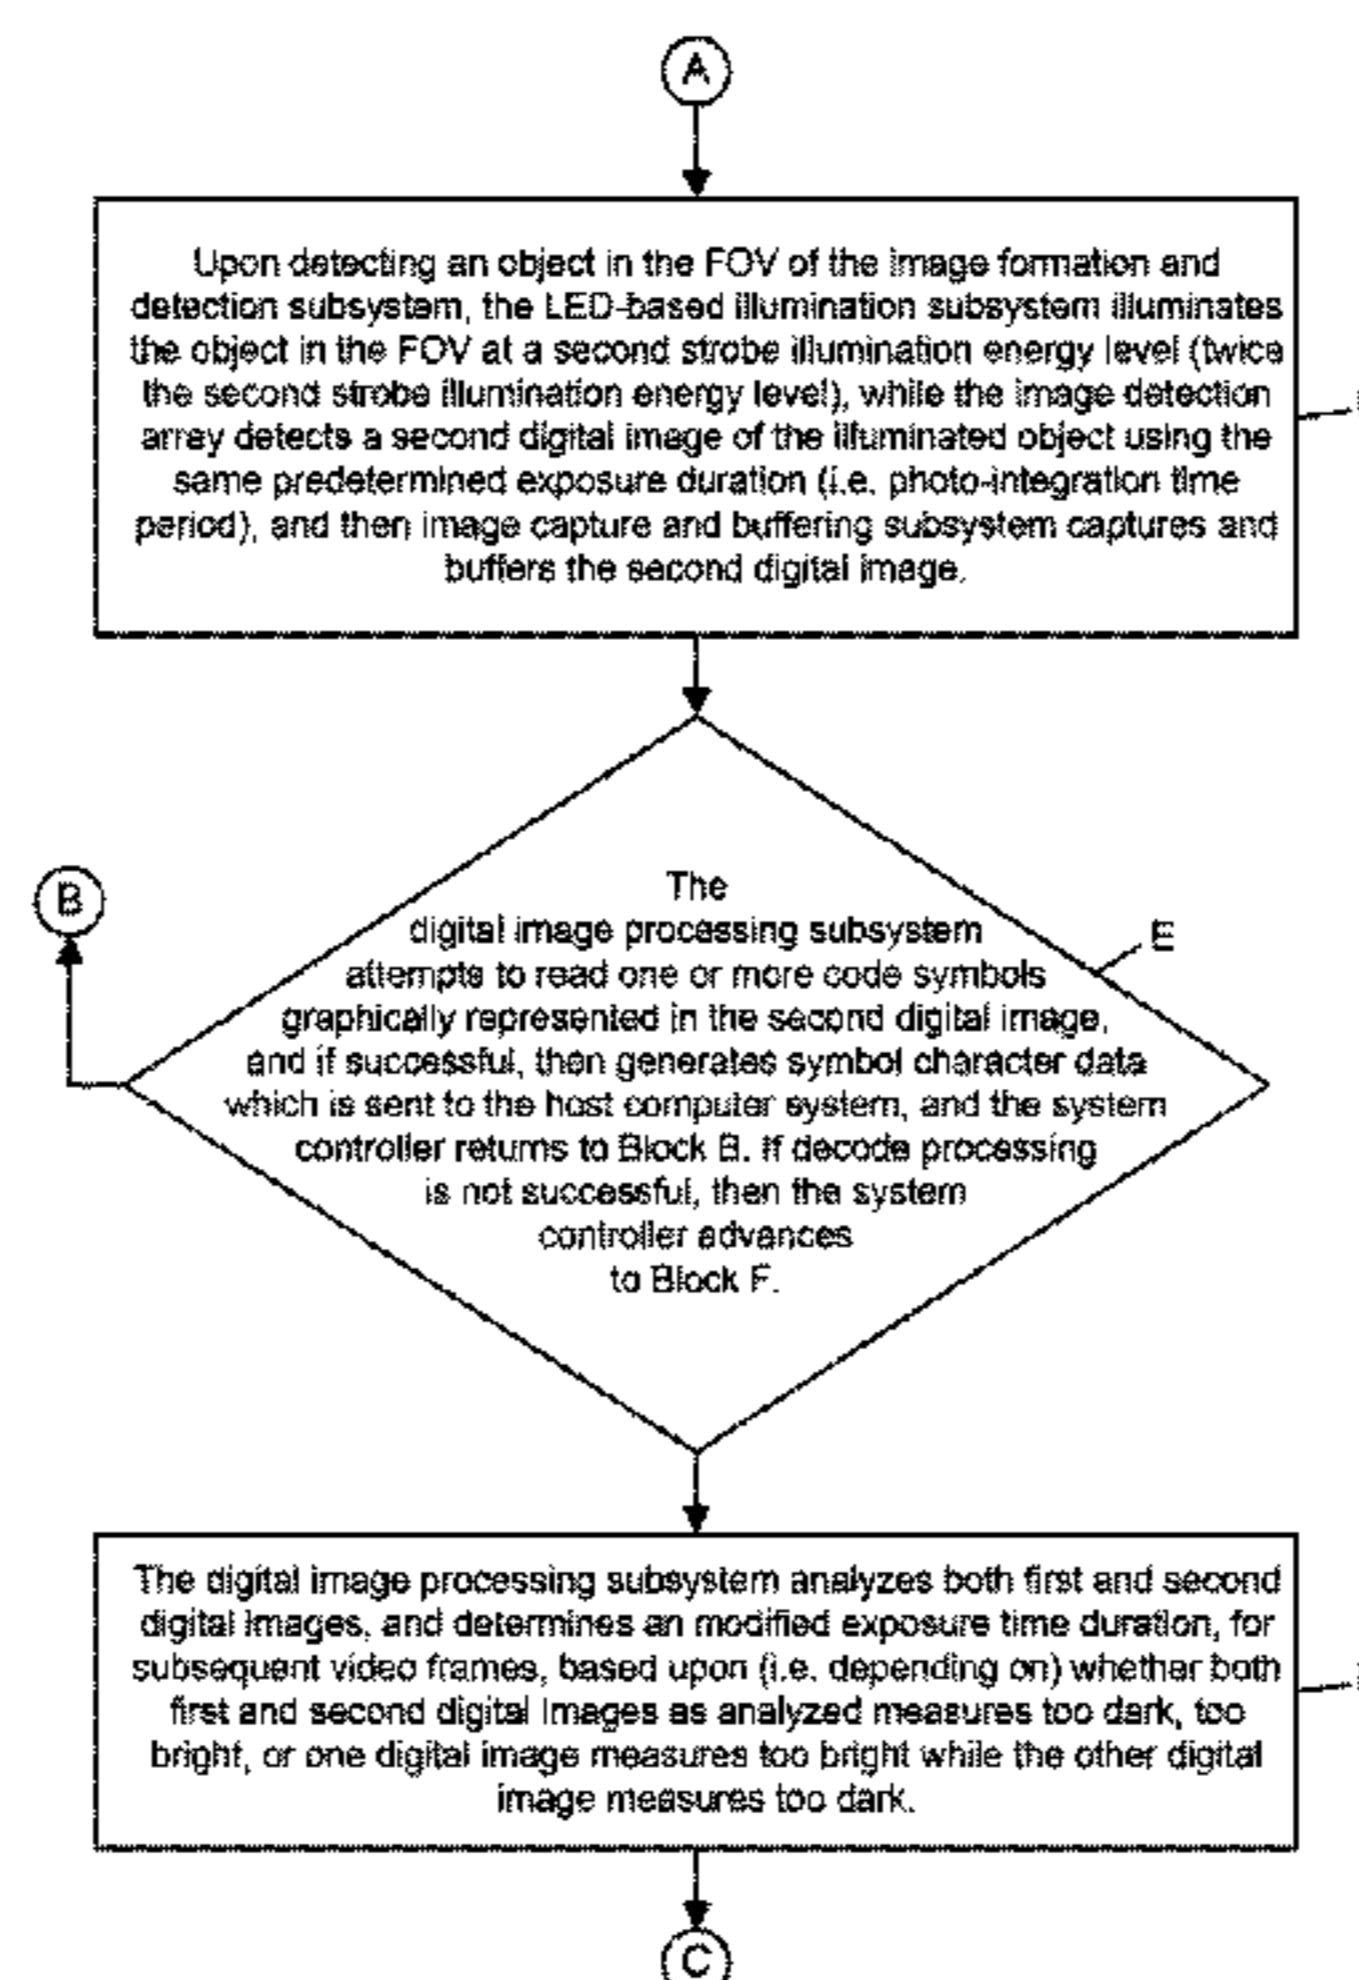 A
Upon detecting an object in the FOV of the image formation and
detection subsystem, the LED-based illumination subsystem illuminates
the object in the FOV at a second strobe illumination energy level (twice
the second strobe illumination energy level), while the image detection
array detects a second digital image of the illuminated object using the
same predetermined exposure duration (i.e. photo-integration time
period), and then image capture and buffering subsystem captures and
buffers the second digital image.
B
The
digital image processing subsystem
attempts to read one or more code symbols
graphically represented in the second digital image,
and if successful, then generates symbol character data
which is sent to the host computer system, and the system
controller returns to Block B. If decode processing
is not successful, then the system
controller advances
to Block F.
E
The digital image processing subsystem analyzes both first and second
digital images, and determines an modified exposure time duration, for
subsequent video frames, based upon (i.e. depending on) whether both
first and second digital Images as analyzed measures too dark, too
bright, or one digital image measures too bright while the other digital
image measures too dark.
C